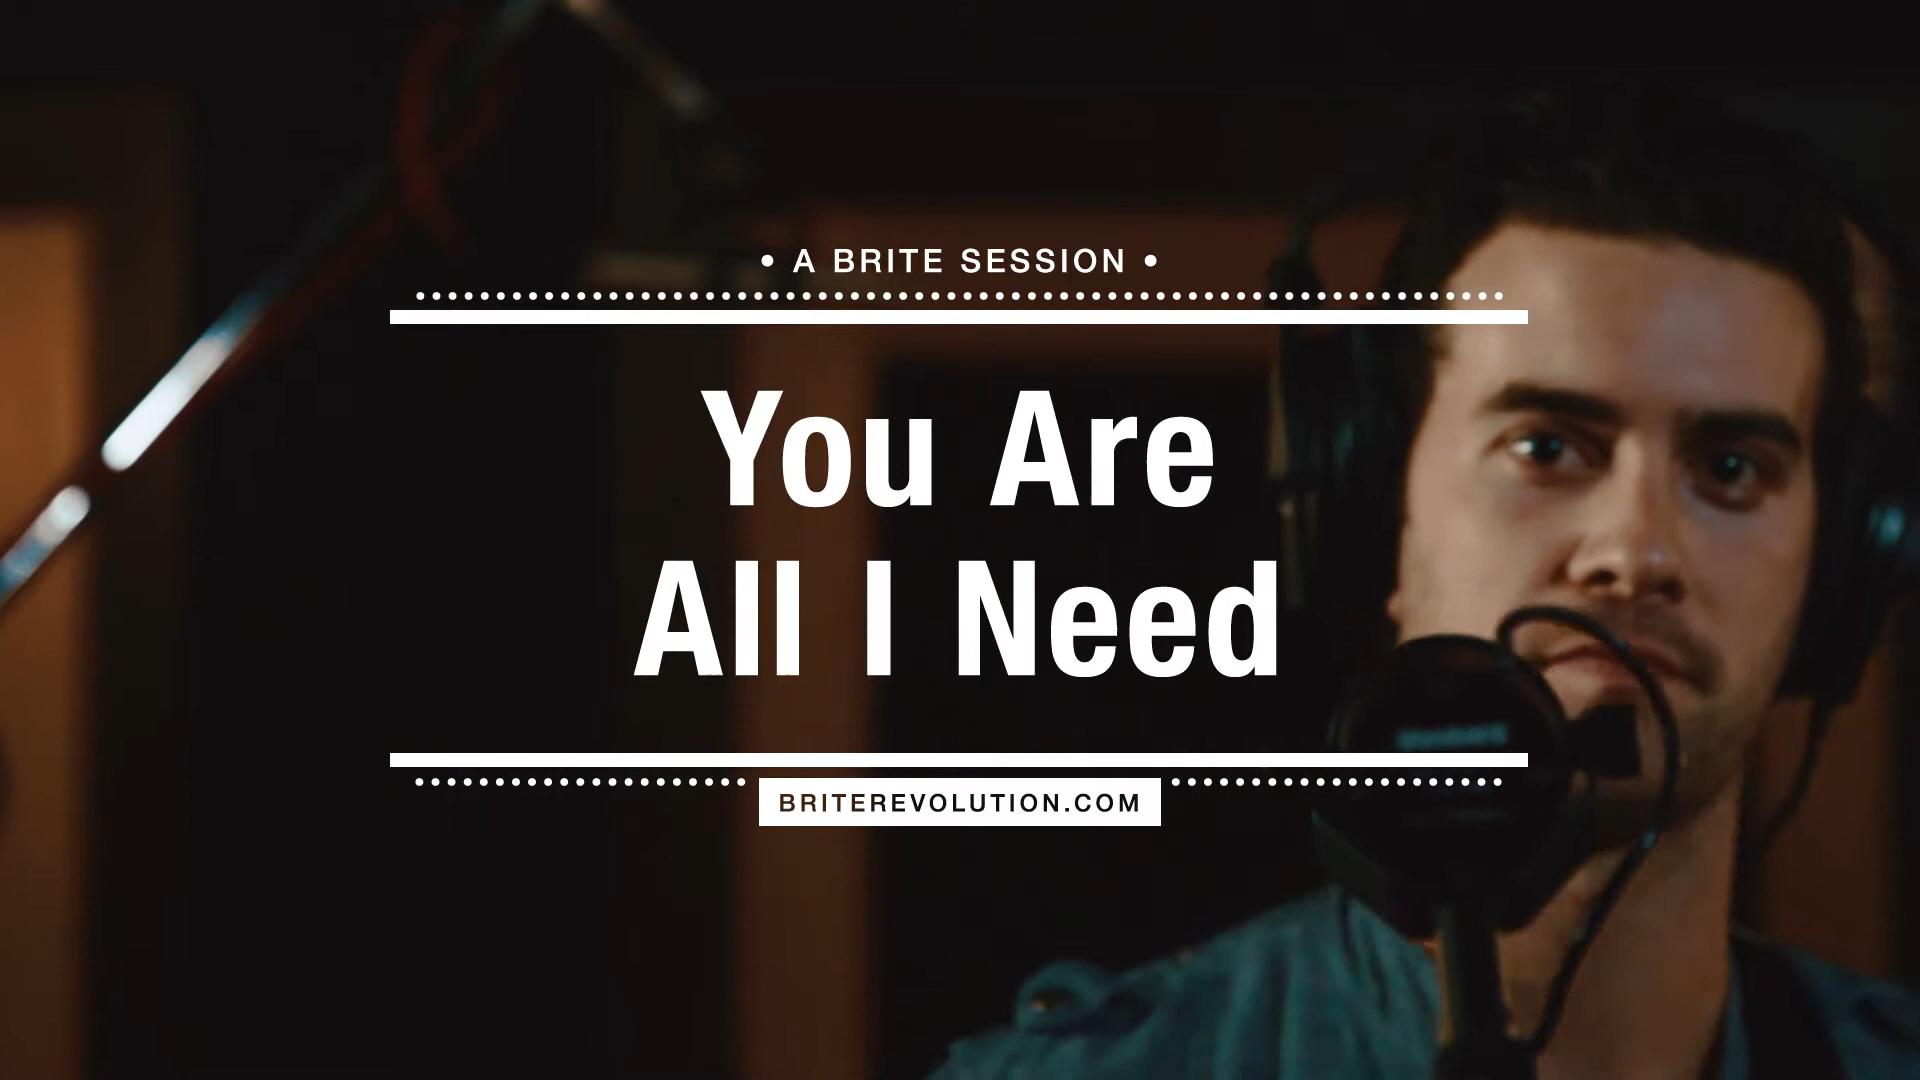 • A BRITE SESSION •
You Are
All I Need
BRITEREVOLUTION.COM